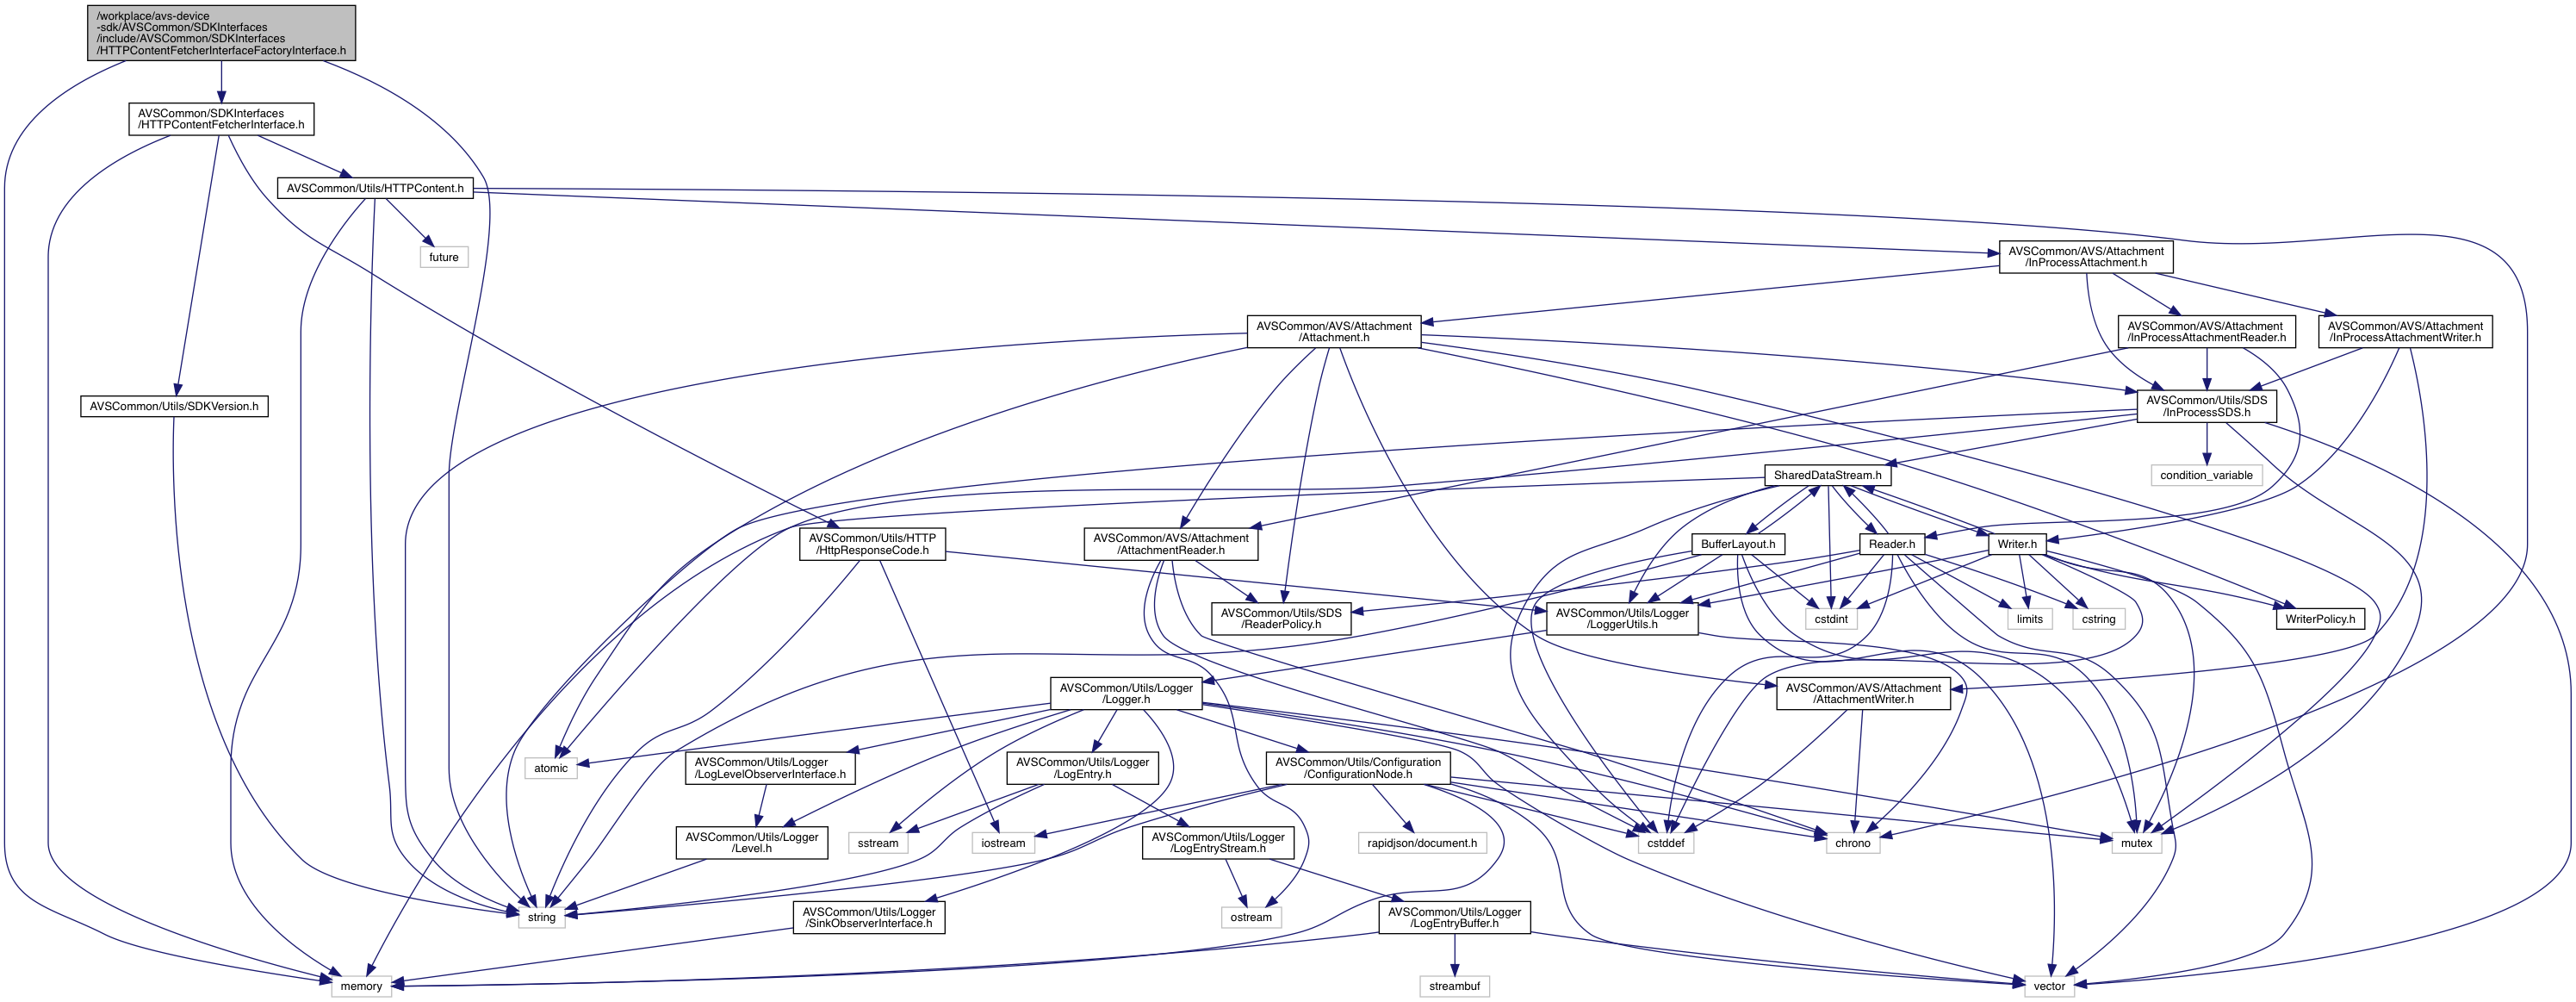 /workplace/avs-device
-sdk/AVSCommon/SDKInterfaces
/include/AVSCommon/SDKInterfaces
/HTTPContentFetcherInterfaceFactoryInterface.h
AVSCommon/SDKInterfaces
/HTTPContentFetcherInterface.h
AVSCommon/Utils/HTTPContent.h
future
AVSCommon/AVS/Attachment
/InProcessAttachment.h
AVSCommon/AVS/Attachment
/Attachment.h
AVSCommon/AVS/Attachment
/InProcessAttachmentReader.h
AVSCommon/AVS/Attachment
/InProcessAttachmentWriter.h
AVSCommon/Utils/SDKVersion.h
AVSCommon/Utils/SDS
/InProcessSDS.h
SharedDataStream.h
condition_variable
AVSCommon/Utils/HTTP
/HttpResponseCode.h
AVSCommon/AVS/Attachment
/AttachmentReader.h
BufferLayout.h
Reader.h
Writer.h
AVSCommon/Utils/SDS
/ReaderPolicy.h
AVSCommon/Utils/Logger
/LoggerUtils.h
cstdint
limits
cstring
WriterPolicy.h
AVSCommon/Utils/Logger
/Logger.h
AVSCommon/AVS/Attachment
/AttachmentWriter.h
atomic
AVSCommon/Utils/Logger
/LogLevelObserverInterface.h
AVSCommon/Utils/Logger
/LogEntry.h
AVSCommon/Utils/Configuration
/ConfigurationNode.h
AVSCommon/Utils/Logger
/Level.h
sstream
iostream
AVSCommon/Utils/Logger
/LogEntryStream.h
rapidjson/document.h
cstddef
chrono
mutex
string
AVSCommon/Utils/Logger
/SinkObserverInterface.h
ostream
AVSCommon/Utils/Logger
/LogEntryBuffer.h
memory
streambuf
vector